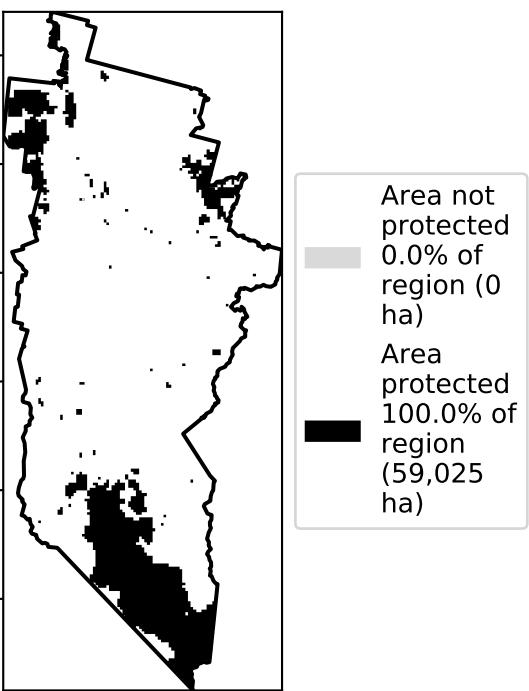 Area not
protected
0.0% of
region (0
ha)
Area
protected
100.0% of
region
(59,025
ha)